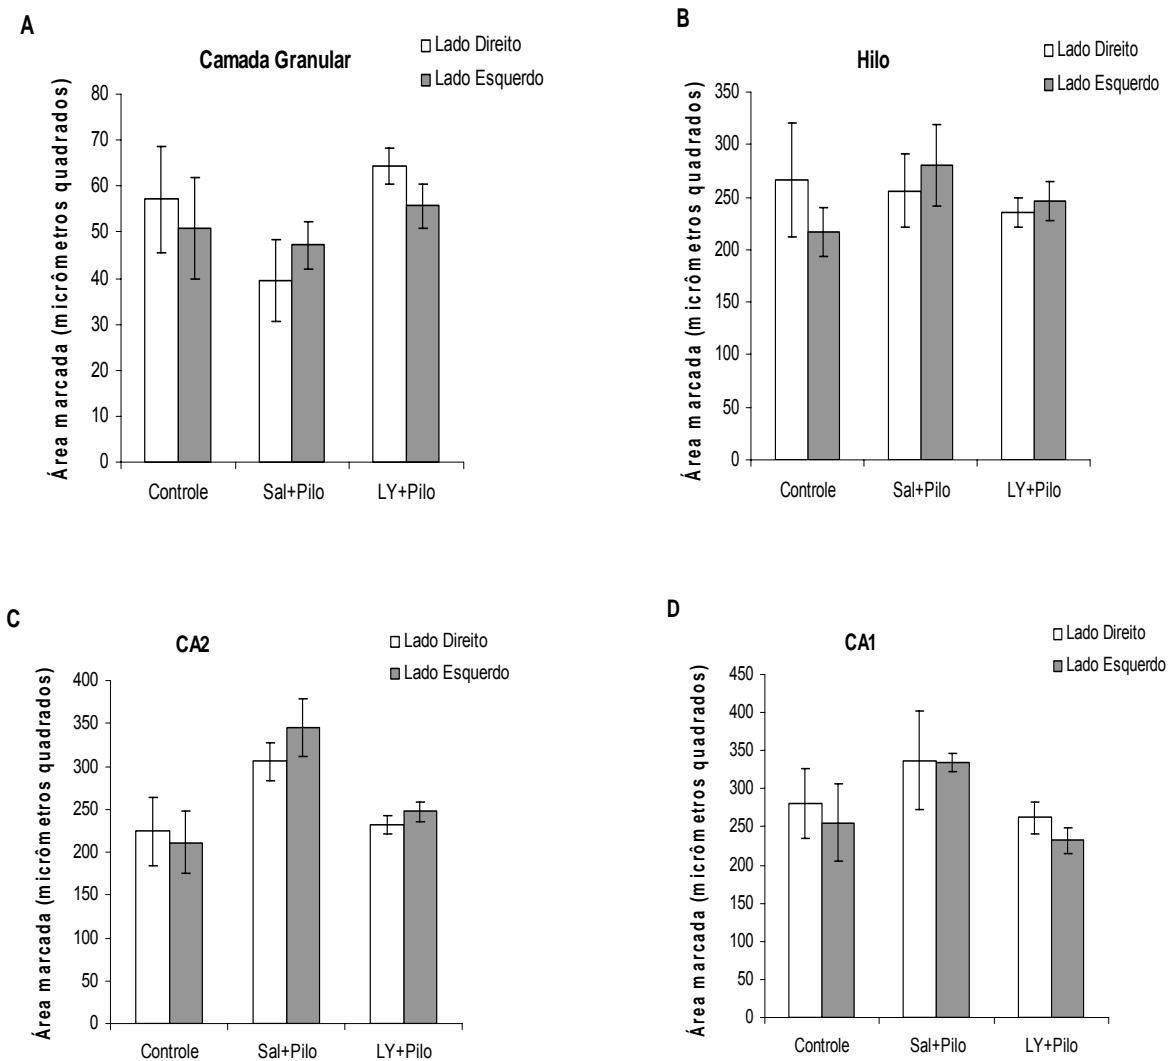 A
Camada Granular
Lado Direito
Lado Esquerdo
Área marcada (micrômetros quadrados)
80
70
60
50
40
30
20
10
0
Controle
Sal+Pilo
LY+Pilo
B
Hilo
Lado Direito
Lado Esquerdo
Área marcada (micrômetros quadrados)
350
300
250
200
150
100
50
0
Controle
Sal+Pilo
LY+Pilo
C
CA2
Lado Direito
Lado Esquerdo
Área marcada (micrômetros quadrados)
400
350
300
250
200
150
100
50
0
Controle
Sal+Pilo
LY+Pilo
D
CA1
Lado Direito
Lado Esquerdo
Área marcada (micrômetros quadrados)
450
400
350
300
250
200
150
100
50
0
Controle
Sal+Pilo
LY+Pilo